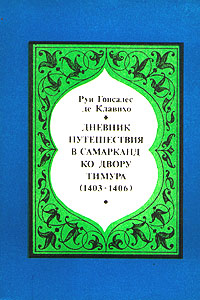 Руи Гонсалес
де Клавихо
ДНЕВНИК
ПУТЕШЕСТВИЯ
В САМАРКАНД
КО ДВОРУ
ТИМУРА
(1403-1406)